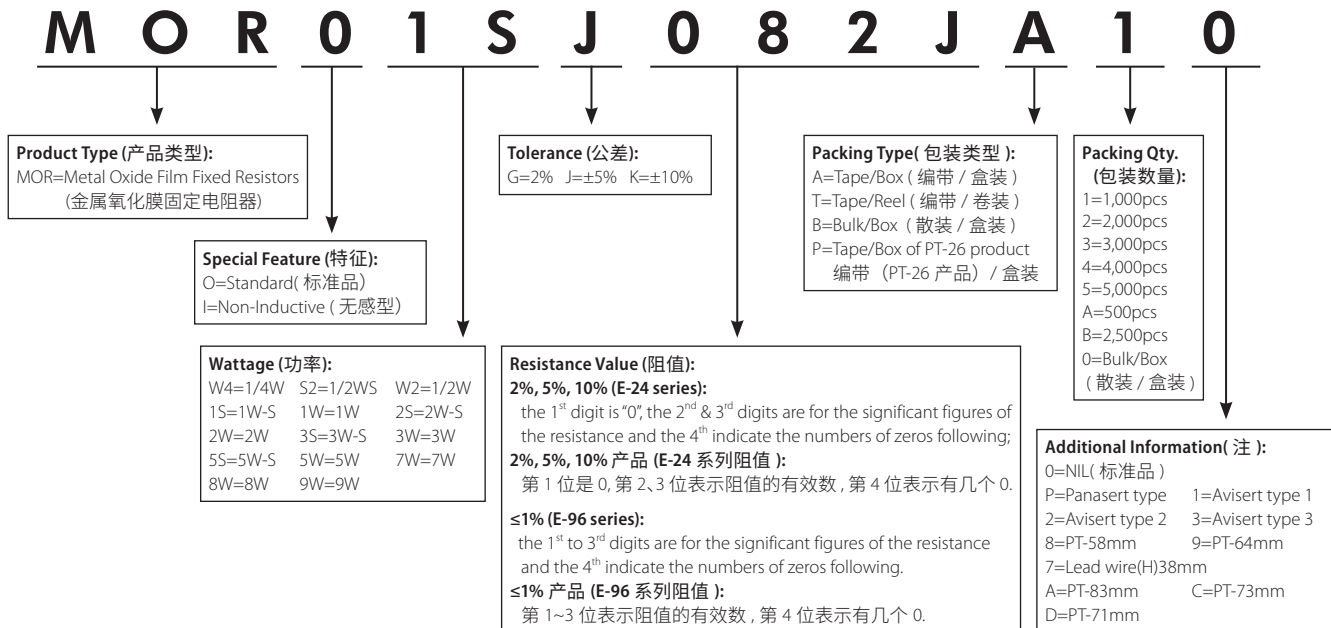 MOR01SJ082JA10
Product Type (产品类型):
MOR=Metal Oxide Film Fixed Resistors
(金属氧化膜固定电阻器)
Special Feature (特征):
O=Standard( 标准品)
I=Non-Inductive ( 无感型)
Wattage (功率):
W4=1/4W S2=1/2WS W2=1/2W
1S=1W-S 1W=1W 2S=2W-S
2W=2W 3S=3W-S 3W=3W
5S=5W-S 5W=5W 7W=7W
8W=8W 9W=9W
Tolerance (公差):
G=2% J=±5% K=±10%
Resistance Value (阻值):
2%, 5%, 10% (E-24 series):
the 1st digit is "0", the 2nd & 3rd digits are for the significant figures of
the resistance and the 4th indicate the numbers of zeros following;
2%, 5%, 10% 产品 (E-24 系列阻值 ):
第 1 位是 0, 第 2、3 位表示阻值的有效数 , 第 4 位表示有几个 0.
≤1% (E-96 series):
the 1st to 3rd digits are for the significant figures of the resistance
and the 4th indicate the numbers of zeros following.
≤1% 产品 (E-96 系列阻值 ):
第 1~3 位表示阻值的有效数 , 第 4 位表示有几个 0.
Packing Type( 包装类型 ):
A=Tape/Box ( 编带 / 盒装 )
T=Tape/Reel ( 编带 / 卷装 )
B=Bulk/Box ( 散装 / 盒装 )
P=Tape/Box of PT-26 product
编带（PT-26 产品）/ 盒装
Packing Qty.
(包装数量):
1=1,000pcs
2=2,000pcs
3=3,000pcs
4=4,000pcs
5=5,000pcs
A=500pcs
B=2,500pcs
0=Bulk/Box
( 散装 / 盒装 )
Additional Information( 注 ):
0=NIL( 标准品 )
P=Panasert type 1=Avisert type 1
2=Avisert type 2 3=Avisert type 3
8=PT-58mm 9=PT-64mm
7=Lead wire(H)38mm
A=PT-83mm C=PT-73mm
D=PT-71mm